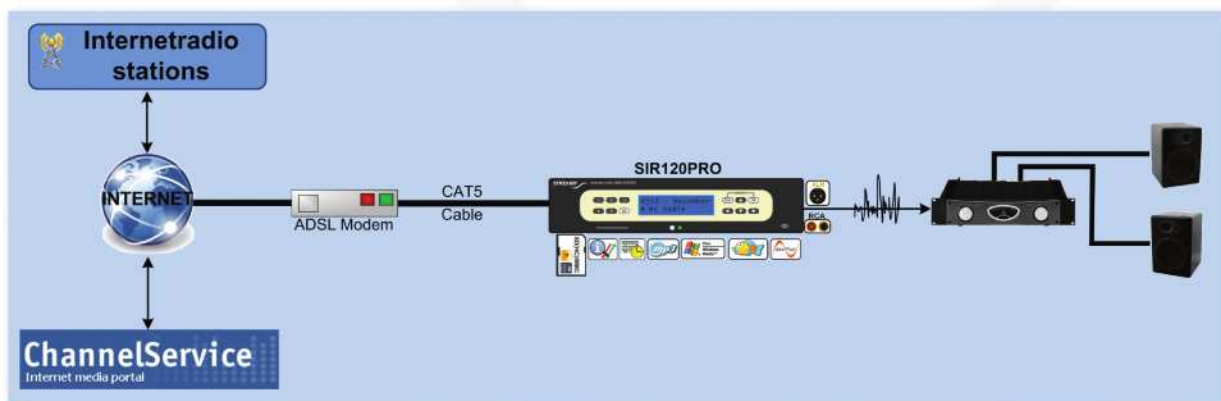 Internetradio
stations
INTERNET
ADSL Modem
CAT5
Cable
SIR120PRO
XLR
RCA
ChannelService
Internet media portal